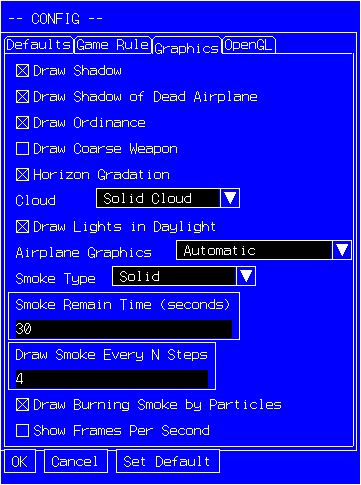 -- CONFIG --
Defaults Game Rule Graphics OpenGL
Draw Shadow
Draw Shadow of Dead Airplane
Draw Ordinance
Draw Coarse Weapon
Horizon Gradation
Cloud Solid Cloud
Draw Lights in Daylight
Airplane Graphics Automatic
Smoke Type Solid
Smoke Remain Time (seconds)
30
Draw Smoke Every N Steps
4
Draw Burning Smoke by Particles
Show Frames Per Second
OK Cancel Set Default